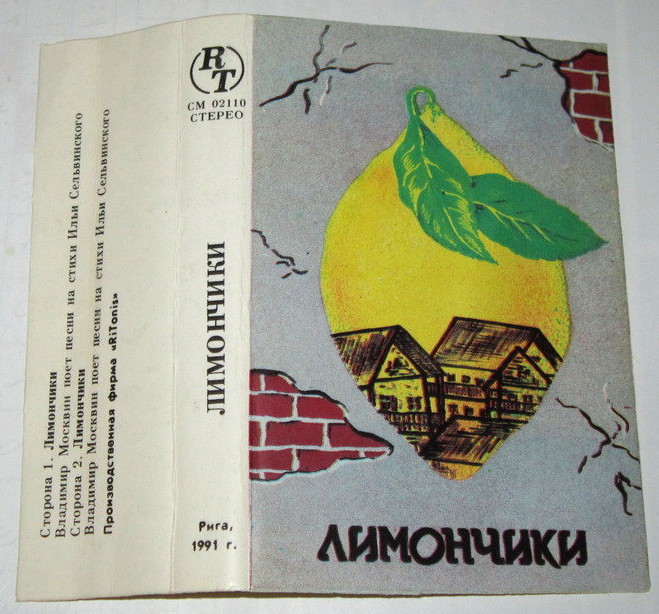 Сторона 1. Лимончики
Владимир Москвин поет песни на стихи Ильи Сельвинского
Сторона 2. Лимончики
Владимир Москвин поет песни на стихи Ильи Сельвинского
Производственная фирма «RiTonis»
RT
СМ 02110
СТЕРЕО
ЛИМОНЧИКИ
Рига,
1991 г.
ЛИМОНЧИКИ